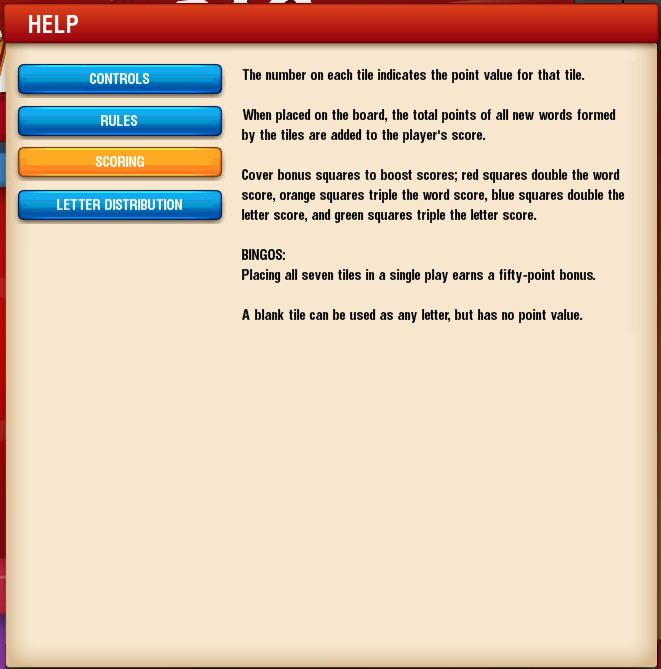 HELP
CONTROLS
RULES
SCORING
LETTER DISTRIBUTION
The number on each tile indicates the point value for that tile.
When placed on the board, the total points of all new words formed
by the tiles are added to the player's score.
Cover bonus squares to boost scores; red squares double the word
score, orange squares triple the word score, blue squares double the
letter score, and green squares triple the letter score.
BINGOS:
Placing all seven tiles in a single play earns a fifty-point bonus.
A blank tile can be used as any letter, but has no point value.